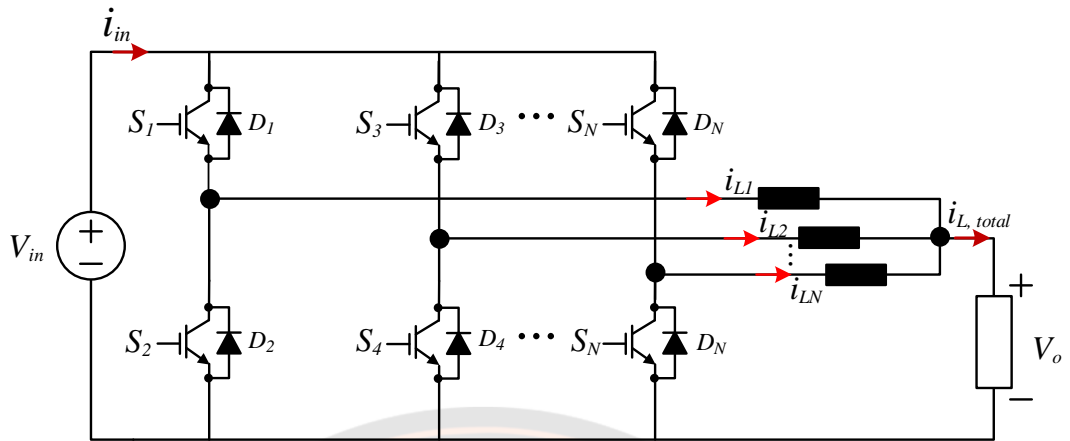 i_in
S_1 D_1 S_3 D_3 ••• S_N D_N
i_L1
i_L2
i_L, total
i_LN
V_in + −
S_2 D_2 S_4 D_4 ••• S_N D_N
+
V_o
−